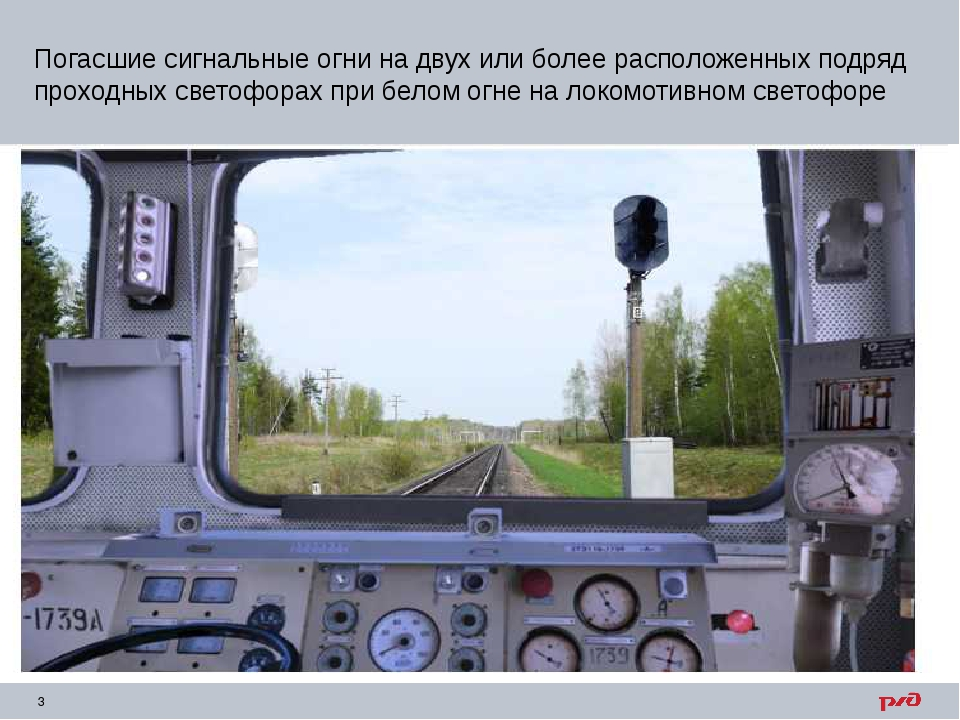 Погасшие сигнальные огни на двух или более расположенных подряд
проходных светофорах при белом огне на локомотивном светофоре
-1739А
А
1739
3
ржд